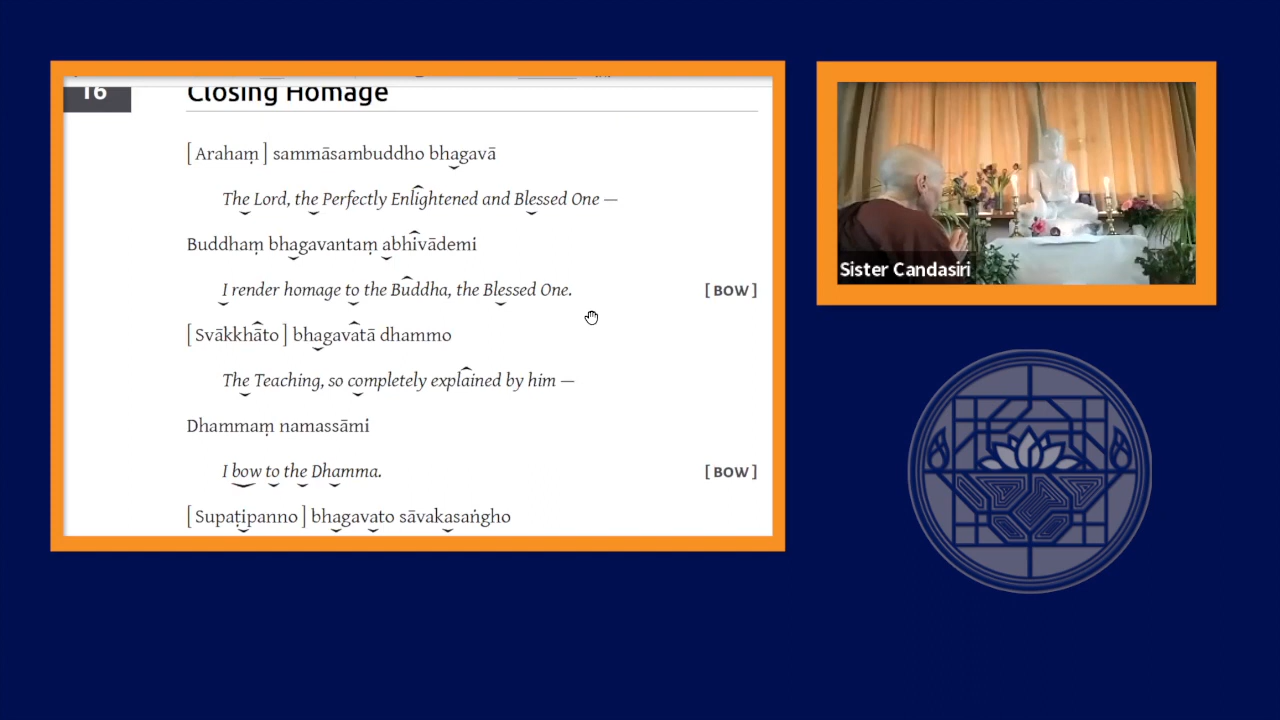 16
Closing Homage
[ Arahaṃ ] sammāsambuddho bhagavā
The Lord, the Perfectly Enlightened and Blessed One —
Buddhaṃ bhagavantaṃ abhivādemi
I render homage to the Buddha, the Blessed One.
[ BOW ]
[ Svākkhāto ] bhagavatā dhammo
The Teaching, so completely explained by him —
Dhammaṃ namassāmi
I bow to the Dhamma.
[ BOW ]
[ Supaṭipanno ] bhagavato sāvakasaṅgho
Sister Candasiri